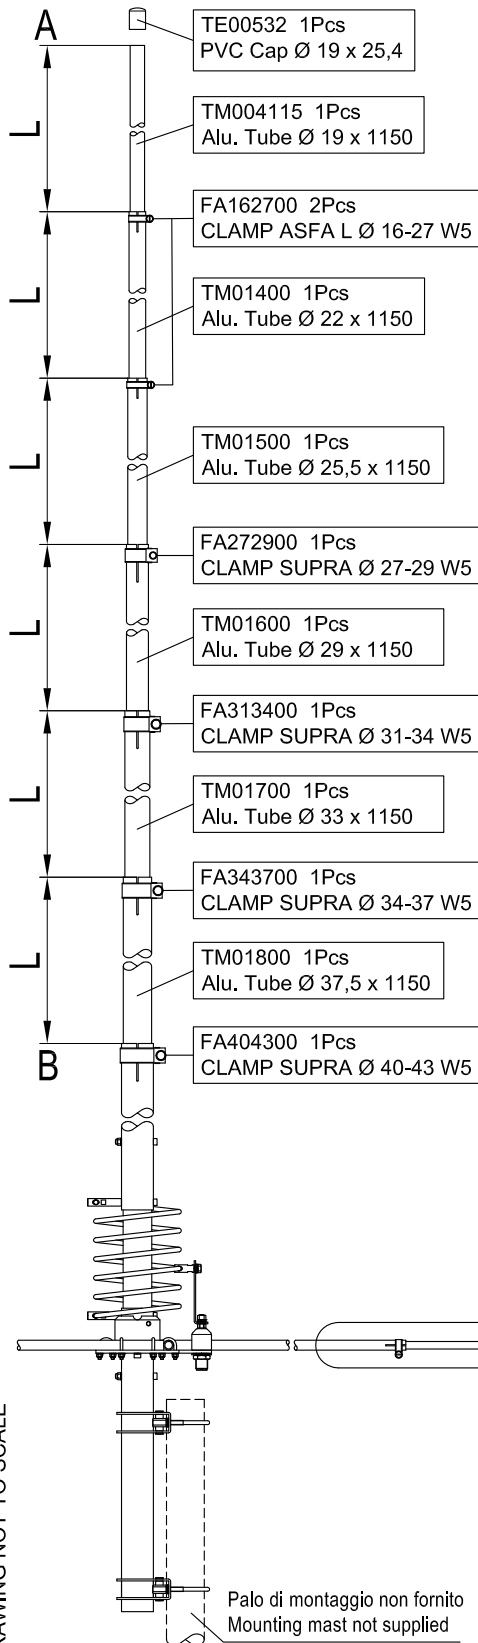 A
TE00532 1Pcs
PVC Cap Ø 19 x 25,4
L
TM004115 1Pcs
Alu. Tube Ø 19 x 1150
FA162700 2Pcs
CLAMP ASFA L Ø 16-27 W5
L
TM01400 1Pcs
Alu. Tube Ø 22 x 1150
L
TM01500 1Pcs
Alu. Tube Ø 25,5 x 1150
FA272900 1Pcs
CLAMP SUPRA Ø 27-29 W5
L
TM01600 1Pcs
Alu. Tube Ø 29 x 1150
FA313400 1Pcs
CLAMP SUPRA Ø 31-34 W5
L
TM01700 1Pcs
Alu. Tube Ø 33 x 1150
FA343700 1Pcs
CLAMP SUPRA Ø 34-37 W5
L
TM01800 1Pcs
Alu. Tube Ø 37,5 x 1150
B
FA404300 1Pcs
CLAMP SUPRA Ø 40-43 W5
NOT TO SCALE
Palo di montaggio non fornito
Mounting mast not supplied